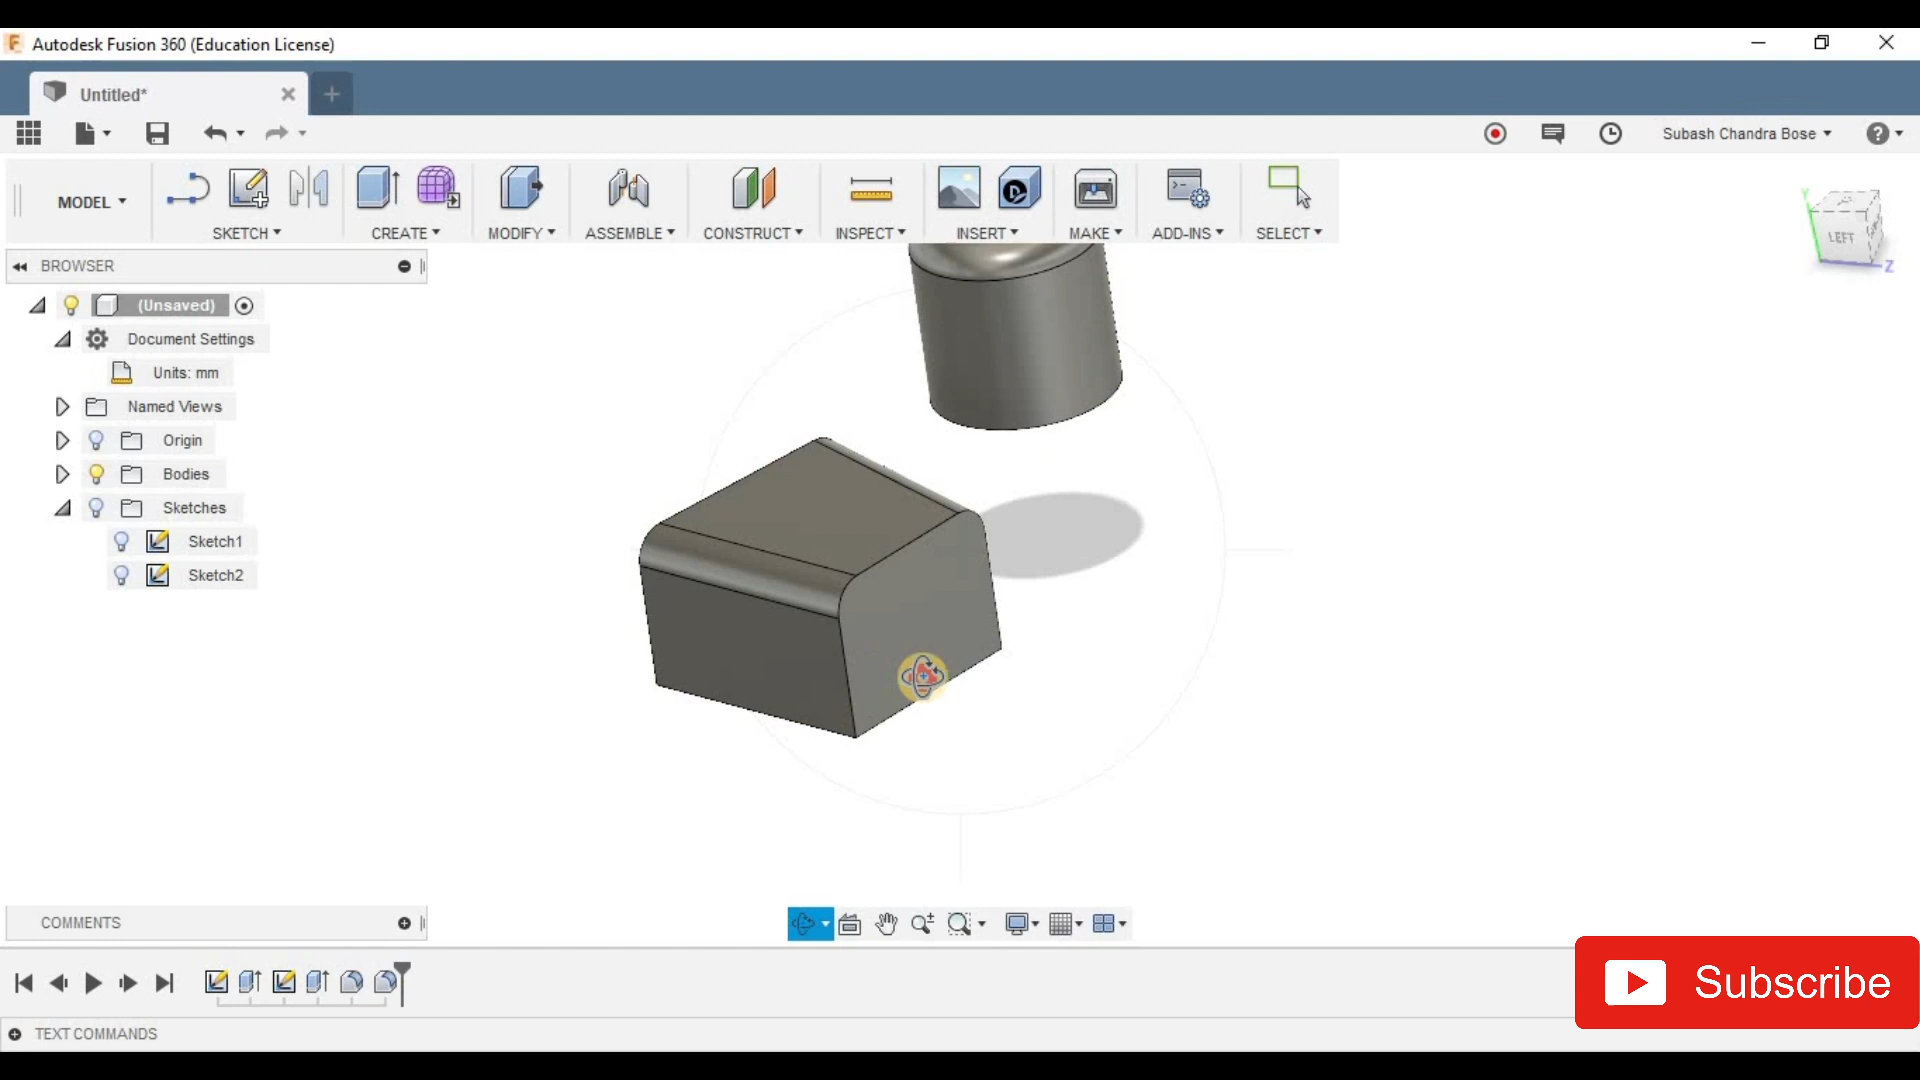 Autodesk Fusion 360 (Education License)
Untitled*
Subash Chandra Bose
MODEL
SKETCH
CREATE
MODIFY
ASSEMBLE
CONSTRUCT
INSPECT
INSERT
MAKE
ADD-INS
SELECT
LEFT
Y
Z
BROWSER
(Unsaved)
Document Settings
Units: mm
Named Views
Origin
Bodies
Sketches
Sketch1
Sketch2
COMMENTS
Subscribe
TEXT COMMANDS